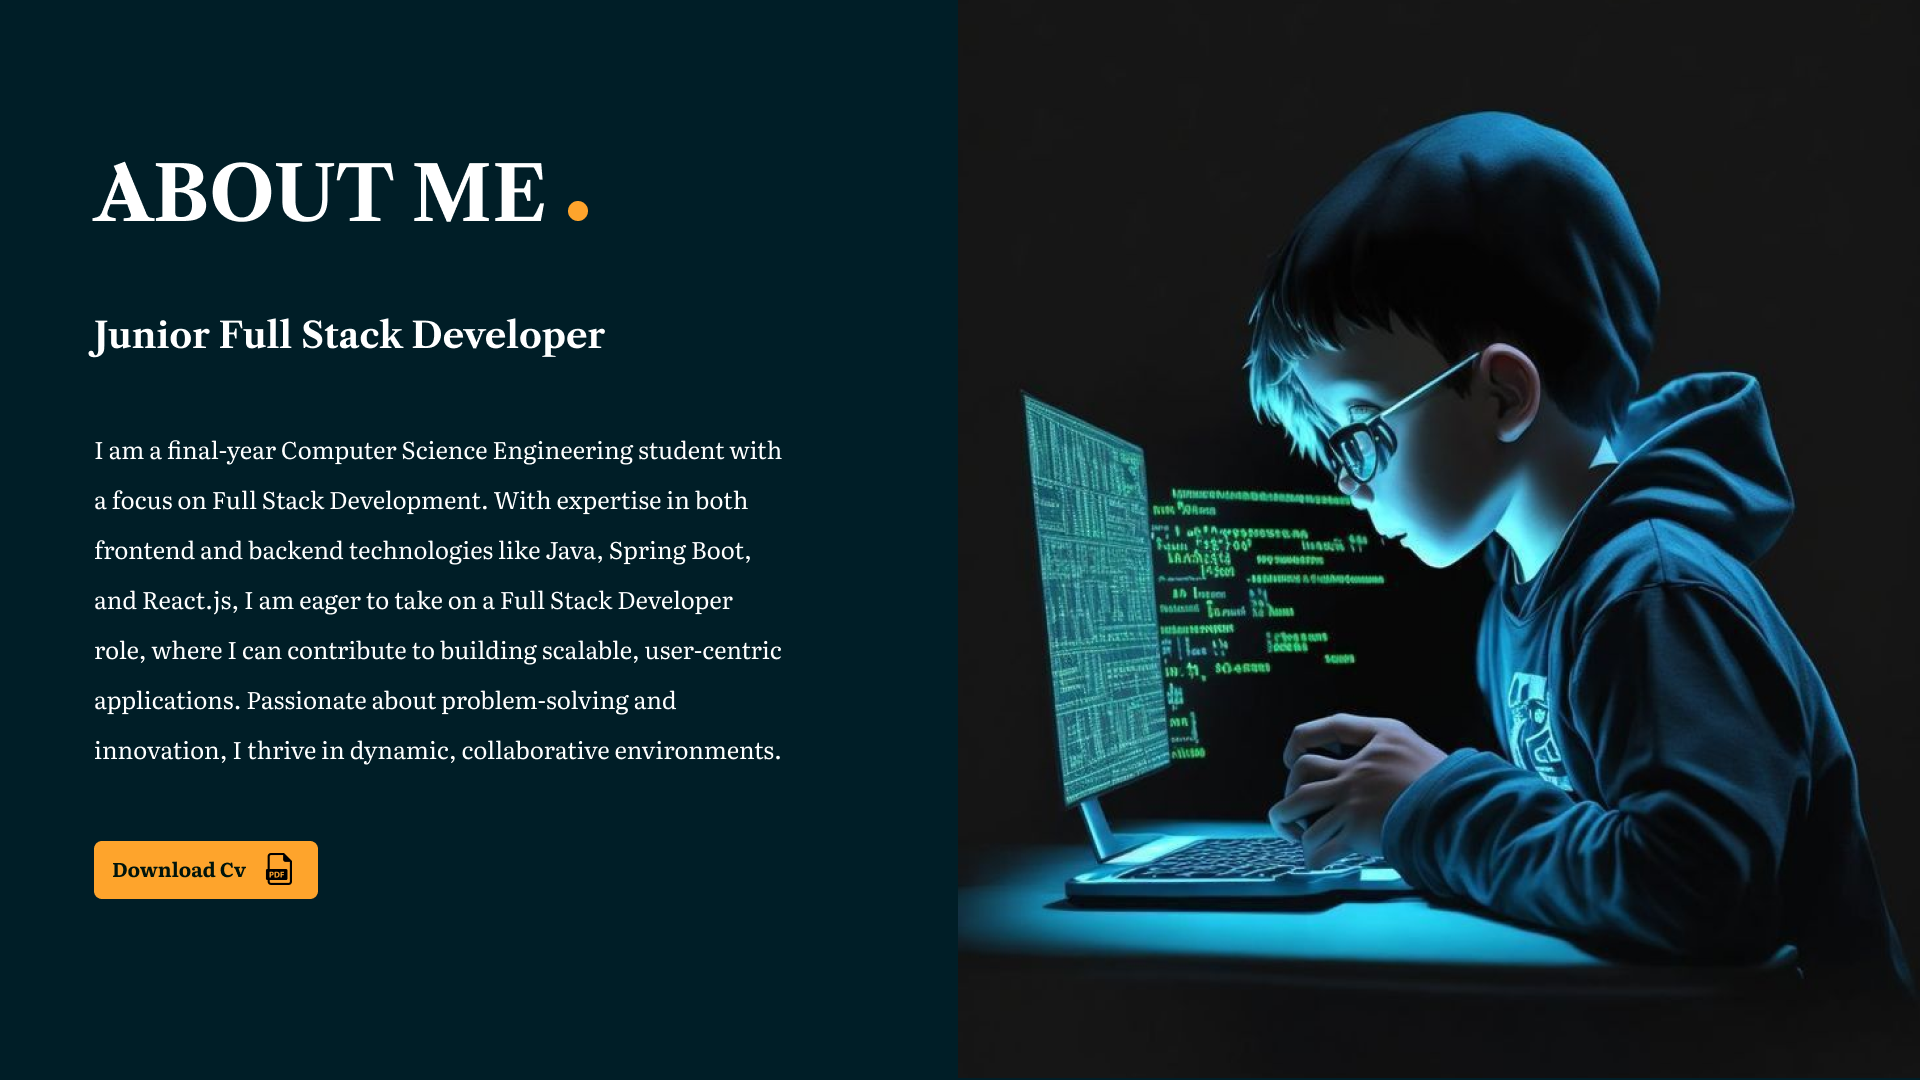 ABOUT ME .
Junior Full Stack Developer
I am a final-year Computer Science Engineering student with
a focus on Full Stack Development. With expertise in both
frontend and backend technologies like Java, Spring Boot,
and React.js, I am eager to take on a Full Stack Developer
role, where I can contribute to building scalable, user-centric
applications. Passionate about problem-solving and
innovation, I thrive in dynamic, collaborative environments.
Download Cv
PDF